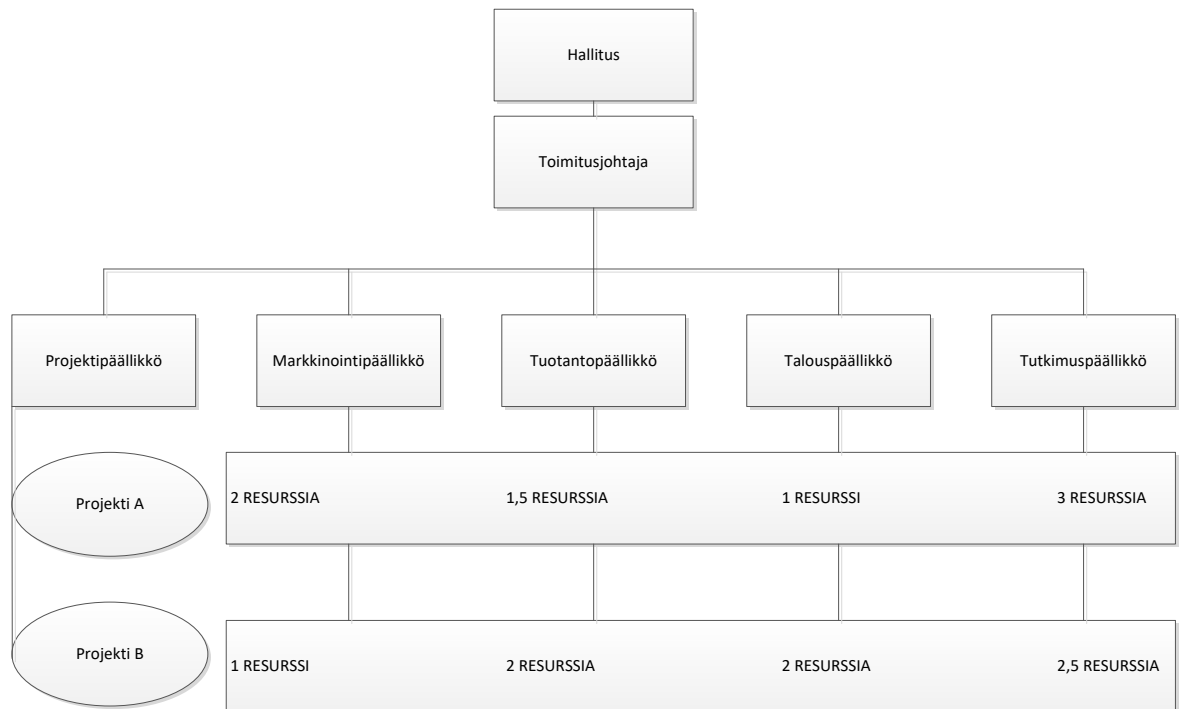 Hallitus
Toimitusjohtaja
Projektipäällikkö
Markkinointipäällikkö
Tuotantopäällikkö
Talouspäällikkö
Tutkimuspäällikkö
Projekti A
2 RESURSSIA
1,5 RESURSSIA
1 RESURSSI
3 RESURSSIA
Projekti B
1 RESURSSI
2 RESURSSIA
2 RESURSSIA
2,5 RESURSSIA